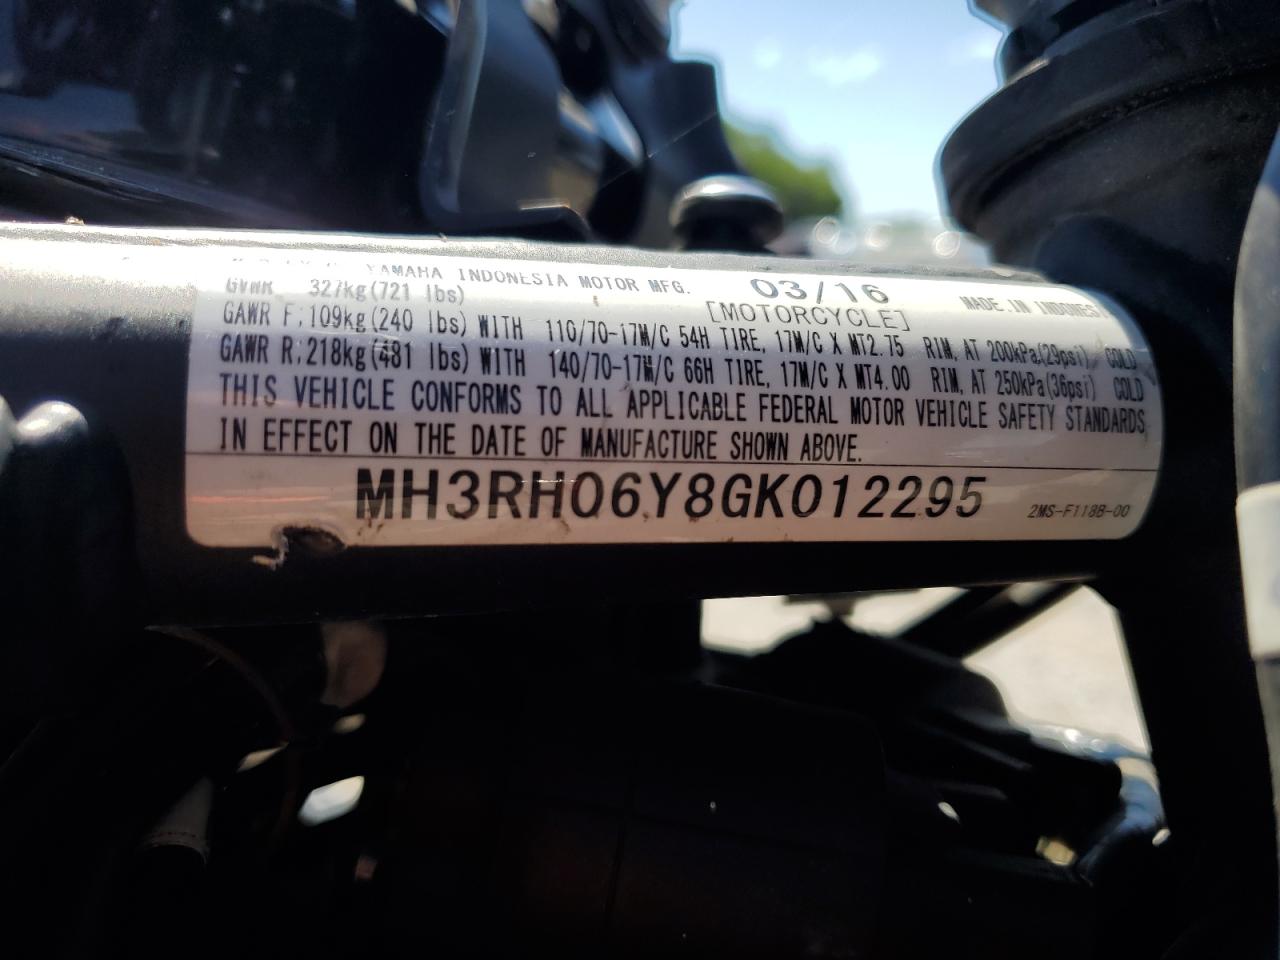 YAMAHA INDONESIA MOTOR MFG. 03/16 MADE IN INDONES
GVWR 327kg(721 lbs) [MOTORCYCLE]
GAWR F:109kg(240 lbs) WITH 110/70-17M/C 54H TIRE, 17M/C X MT2.75 RIM, AT 200kPa(29psi) COLD
GAWR R:218kg(481 lbs) WITH 140/70-17M/C 66H TIRE, 17M/C X MT4.00 RIM, AT 250kPa(36psi) COLD
THIS VEHICLE CONFORMS TO ALL APPLICABLE FEDERAL MOTOR VEHICLE SAFETY STANDARDS
IN EFFECT ON THE DATE OF MANUFACTURE SHOWN ABOVE.
MH3RH06Y8GK012295 2MS-F118B-00